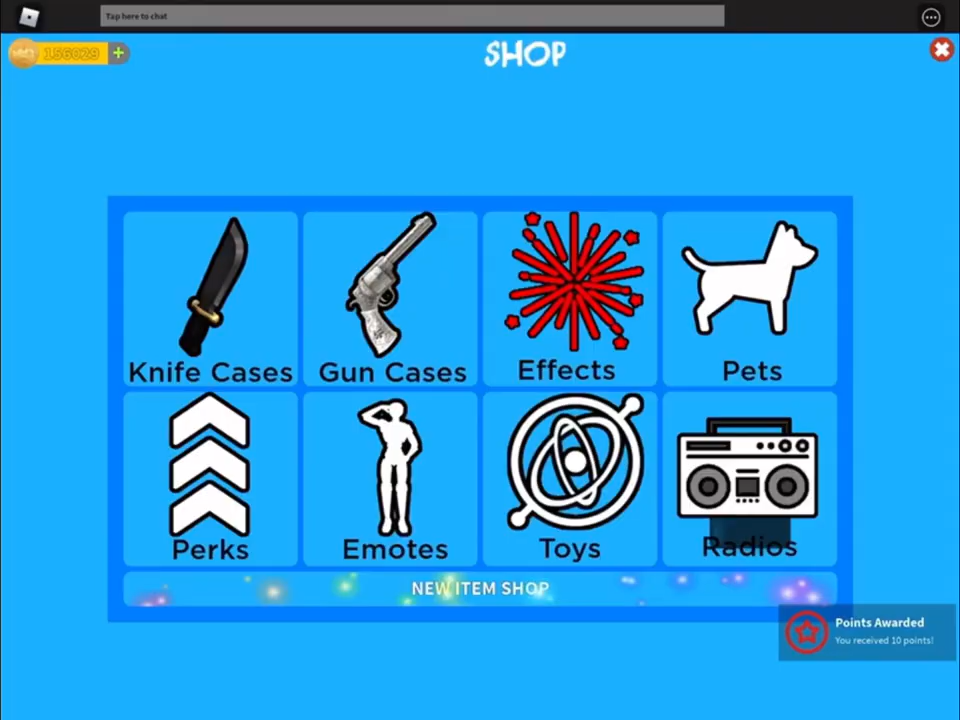 Tap here to chat
156029
SHOP
Knife Cases
Gun Cases
Effects
Pets
Perks
Emotes
Toys
Radios
NEW ITEM SHOP
Points Awarded
You received 10 points!